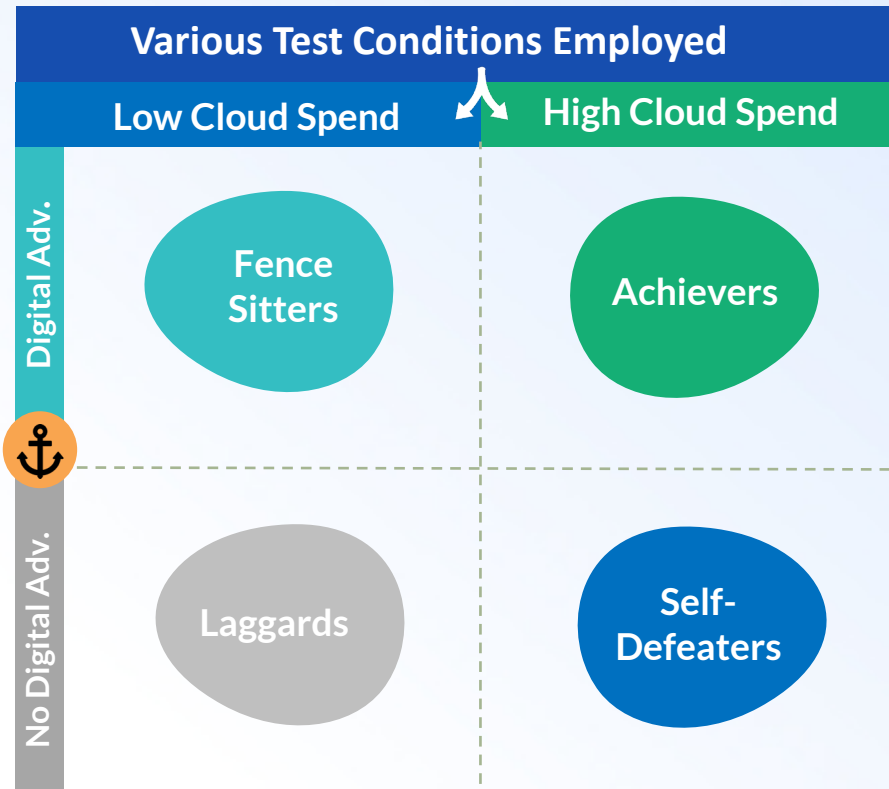 Various Test Conditions Employed
Low Cloud Spend
High Cloud Spend
Digital Adv.
Fence
Sitters
Achievers
No Digital Adv.
Laggards
Self-
Defeaters